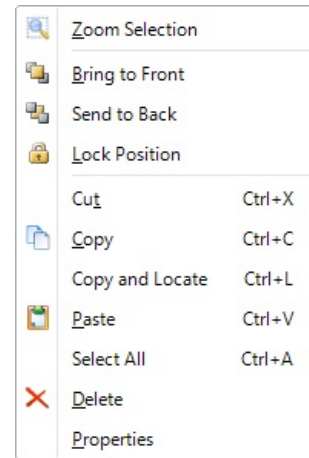 Zoom Selection
Bring to Front
Send to Back
Lock Position
Cut Ctrl+X
Copy Ctrl+C
Copy and Locate Ctrl+L
Paste Ctrl+V
Select All Ctrl+A
Delete
Properties